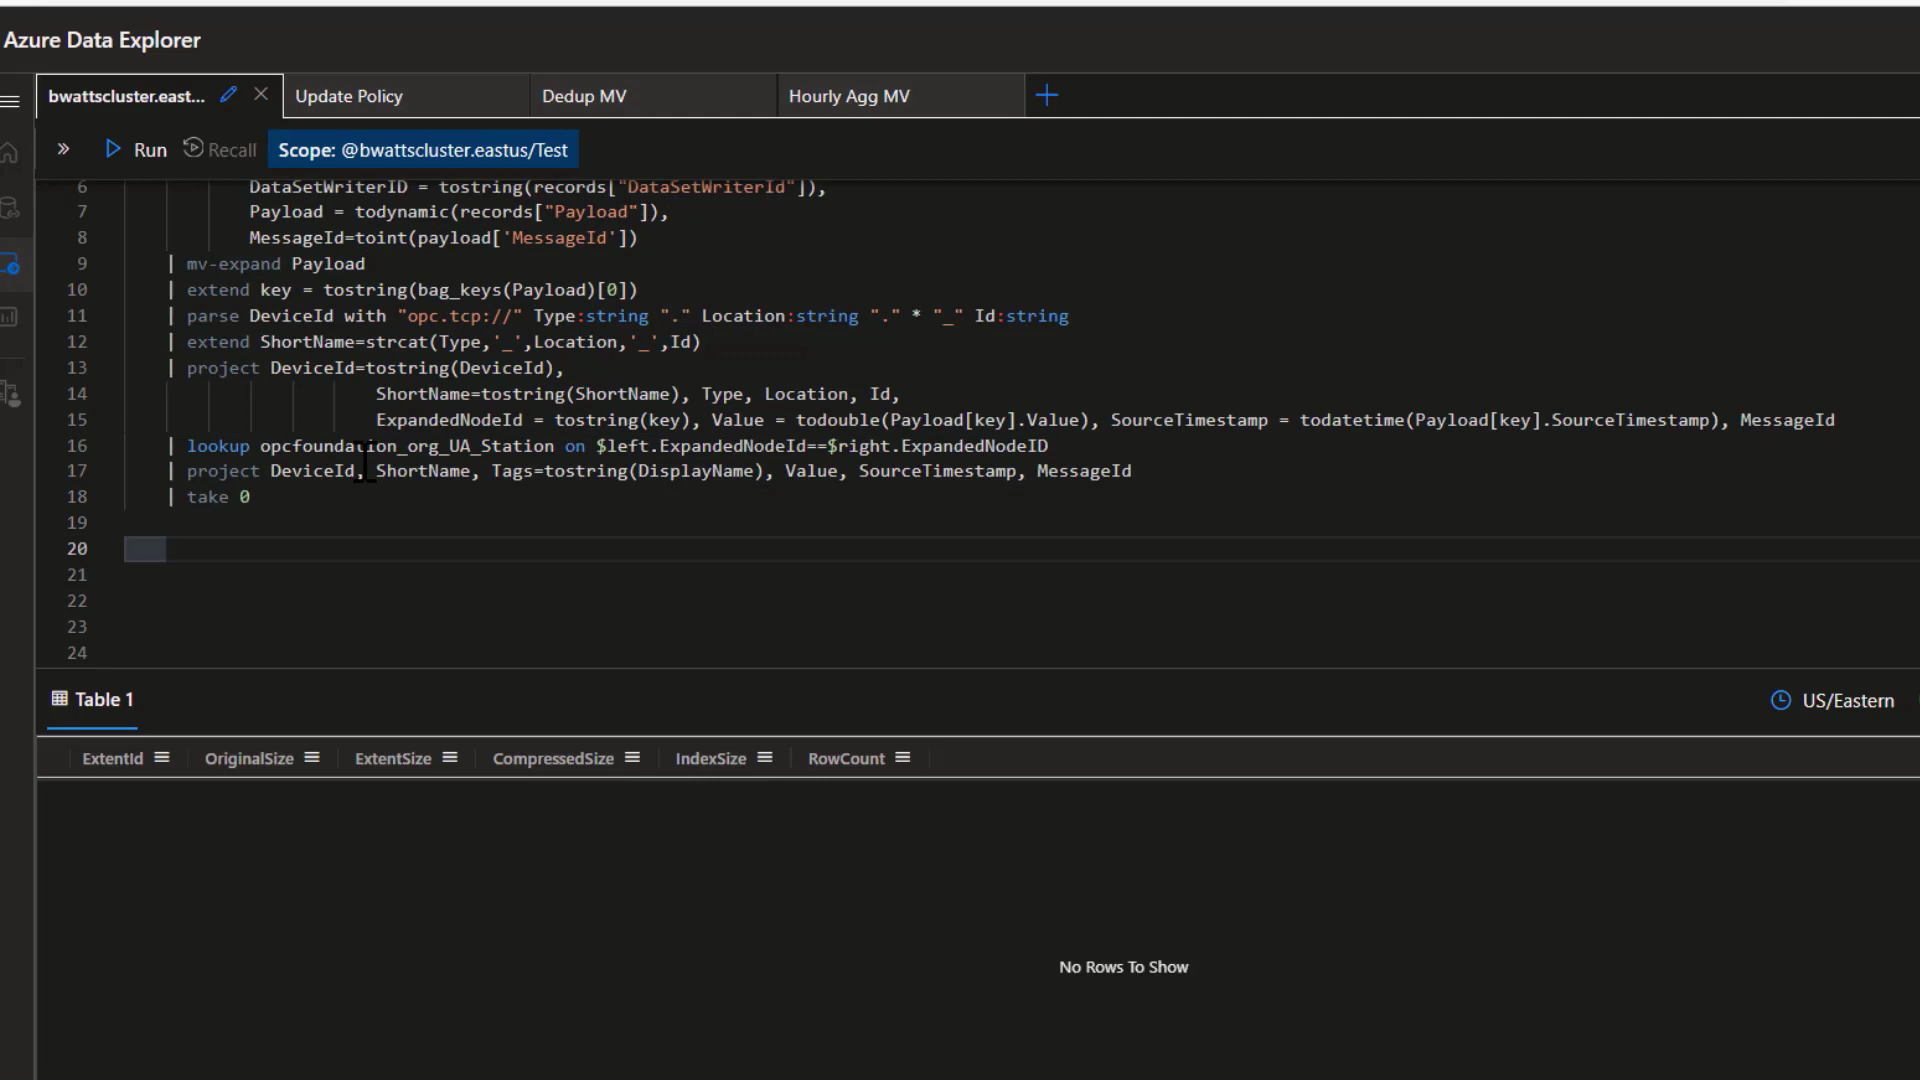 Azure Data Explorer
bwattscluster.east...
Update Policy
Dedup MV
Hourly Agg MV
Run
Recall
Scope: @bwattscluster.eastus/Test
6 DataSetWriterID = tostring(records["DataSetWriterId"]),
7 Payload = todynamic(records["Payload"]),
8 MessageId=toint(payload['MessageId'])
9 | mv-expand Payload
10 | extend key = tostring(bag_keys(Payload)[0])
11 | parse DeviceId with "opc.tcp://" Type:string "." Location:string "." * "_" Id:string
12 | extend ShortName=strcat(Type,'_',Location,'_',Id)
13 | project DeviceId=tostring(DeviceId),
14 ShortName=tostring(ShortName), Type, Location, Id,
15 ExpandedNodeId = tostring(key), Value = todouble(Payload[key].Value), SourceTimestamp = todatetime(Payload[key].SourceTimestamp), MessageId
16 | lookup opcfoundation_org_UA_Station on $left.ExpandedNodeId==$right.ExpandedNodeID
17 | project DeviceId, ShortName, Tags=tostring(DisplayName), Value, SourceTimestamp, MessageId
18 | take 0
19
20
21
22
23
24
Table 1
US/Eastern
ExtentId OriginalSize ExtentSize CompressedSize IndexSize RowCount
No Rows To Show